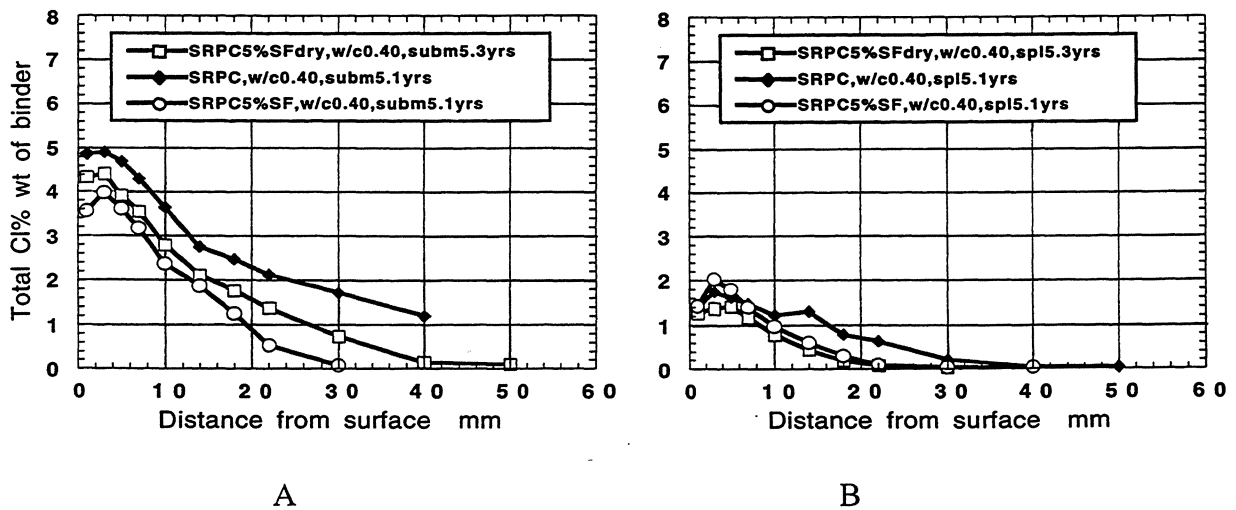 8
7
6
5
4
3
2
1
0
Total Cl% wt of binder
SRPC5%SFdry,w/c0.40,subm5.3yrs
SRPC,w/c0.40,subm5.1yrs
SRPC5%SF,w/c0.40,subm5.1yrs
0 10 20 30 40 50 60
Distance from surface mm
A
8
7
6
5
4
3
2
1
0
SRPC5%SFdry,w/c0.40,spl5.3yrs
SRPC,w/c0.40,spl5.1yrs
SRPC5%SF,w/c0.40,spl5.1yrs
0 10 20 30 40 50 60
Distance from surface mm
B